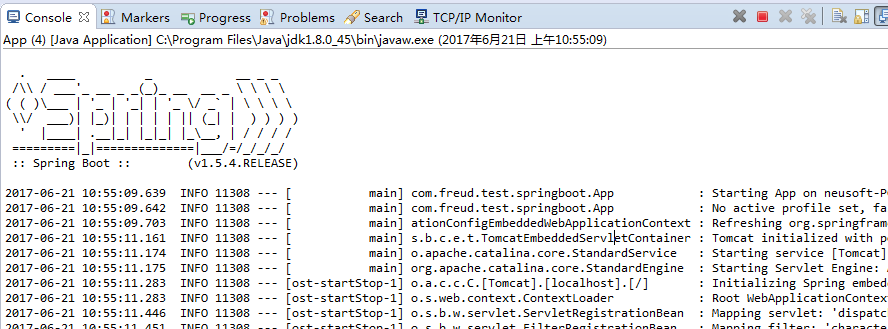 Console Markers Progress Problems Search TCP/IP Monitor
App (4) [Java Application] C:\Program Files\Java\jdk1.8.0_45\bin\javaw.exe (2017年6月21日 上午10:55:09)
  .   ____          _            __ _ _
 /\\ / ___'_ __ _ _(_)_ __  __ _ \ \ \ \
( ( )\___ | '_ | '_| | '_ \/ _` | \ \ \ \
 \\/  ___)| |_)| | | | | || (_| |  ) ) ) )
  '  |____| .__|_| |_|_| |_\__, | / / / /
 =========|_|==============|___/=/_/_/_/
 :: Spring Boot ::        (v1.5.4.RELEASE)
2017-06-21 10:55:09.639  INFO 11308 --- [           main] com.freud.test.springboot.App            : Starting App on neusoft-P
2017-06-21 10:55:09.642  INFO 11308 --- [           main] com.freud.test.springboot.App            : No active profile set, fa
2017-06-21 10:55:09.703  INFO 11308 --- [           main] ationConfigEmbeddedWebApplicationContext : Refreshing org.springfram
2017-06-21 10:55:11.161  INFO 11308 --- [           main] s.b.c.e.t.TomcatEmbeddedServletContainer : Tomcat initialized with p
2017-06-21 10:55:11.174  INFO 11308 --- [           main] o.apache.catalina.core.StandardService   : Starting service [Tomcat]
2017-06-21 10:55:11.175  INFO 11308 --- [           main] org.apache.catalina.core.StandardEngine  : Starting Servlet Engine:
2017-06-21 10:55:11.283  INFO 11308 --- [ost-startStop-1] o.a.c.c.C.[Tomcat].[localhost].[/]       : Initializing Spring embed
2017-06-21 10:55:11.283  INFO 11308 --- [ost-startStop-1] o.s.web.context.ContextLoader            : Root WebApplicationContex
2017-06-21 10:55:11.446  INFO 11308 --- [ost-startStop-1] o.s.b.w.servlet.ServletRegistrationBean  : Mapping servlet: 'dispatc
2017-06-21 10:55:11.451  INFO 11308 --- [ost-startStop-1] o.s.b.w.servlet.FilterRegistrationBean   : Mapping filter: 'characte